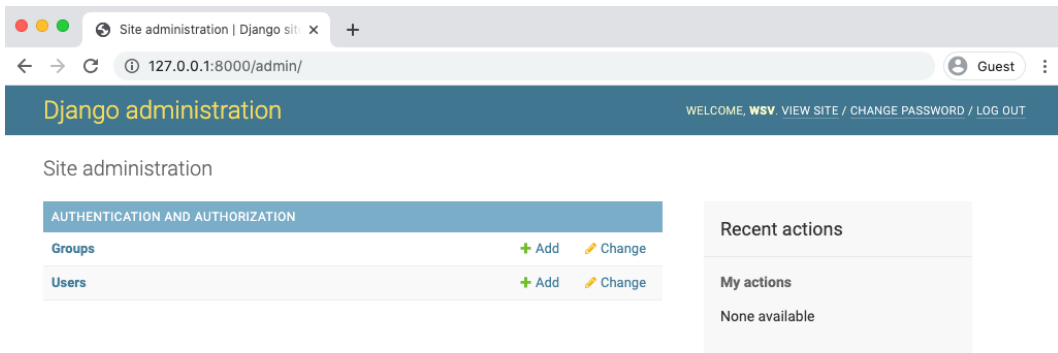 Site administration | Django sit
127.0.0.1:8000/admin/
Guest
Django administration
WELCOME, WSV. VIEW SITE / CHANGE PASSWORD / LOG OUT
Site administration
AUTHENTICATION AND AUTHORIZATION
Groups Add Change
Users Add Change
Recent actions
My actions
None available